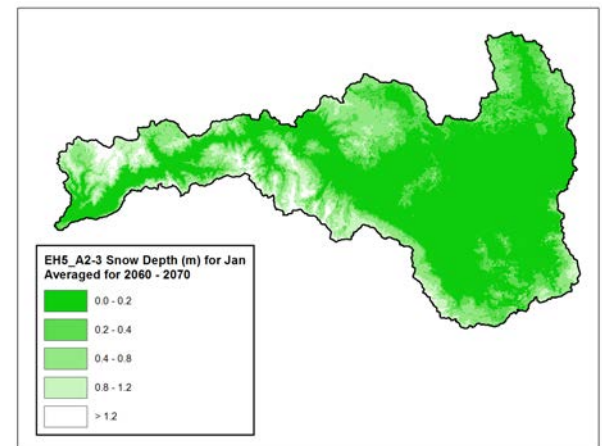 EH5_A2-3 Snow Depth (m) for Jan
Averaged for 2060 - 2070
0.0 - 0.2
0.2 - 0.4
0.4 - 0.8
0.8 - 1.2
> 1.2